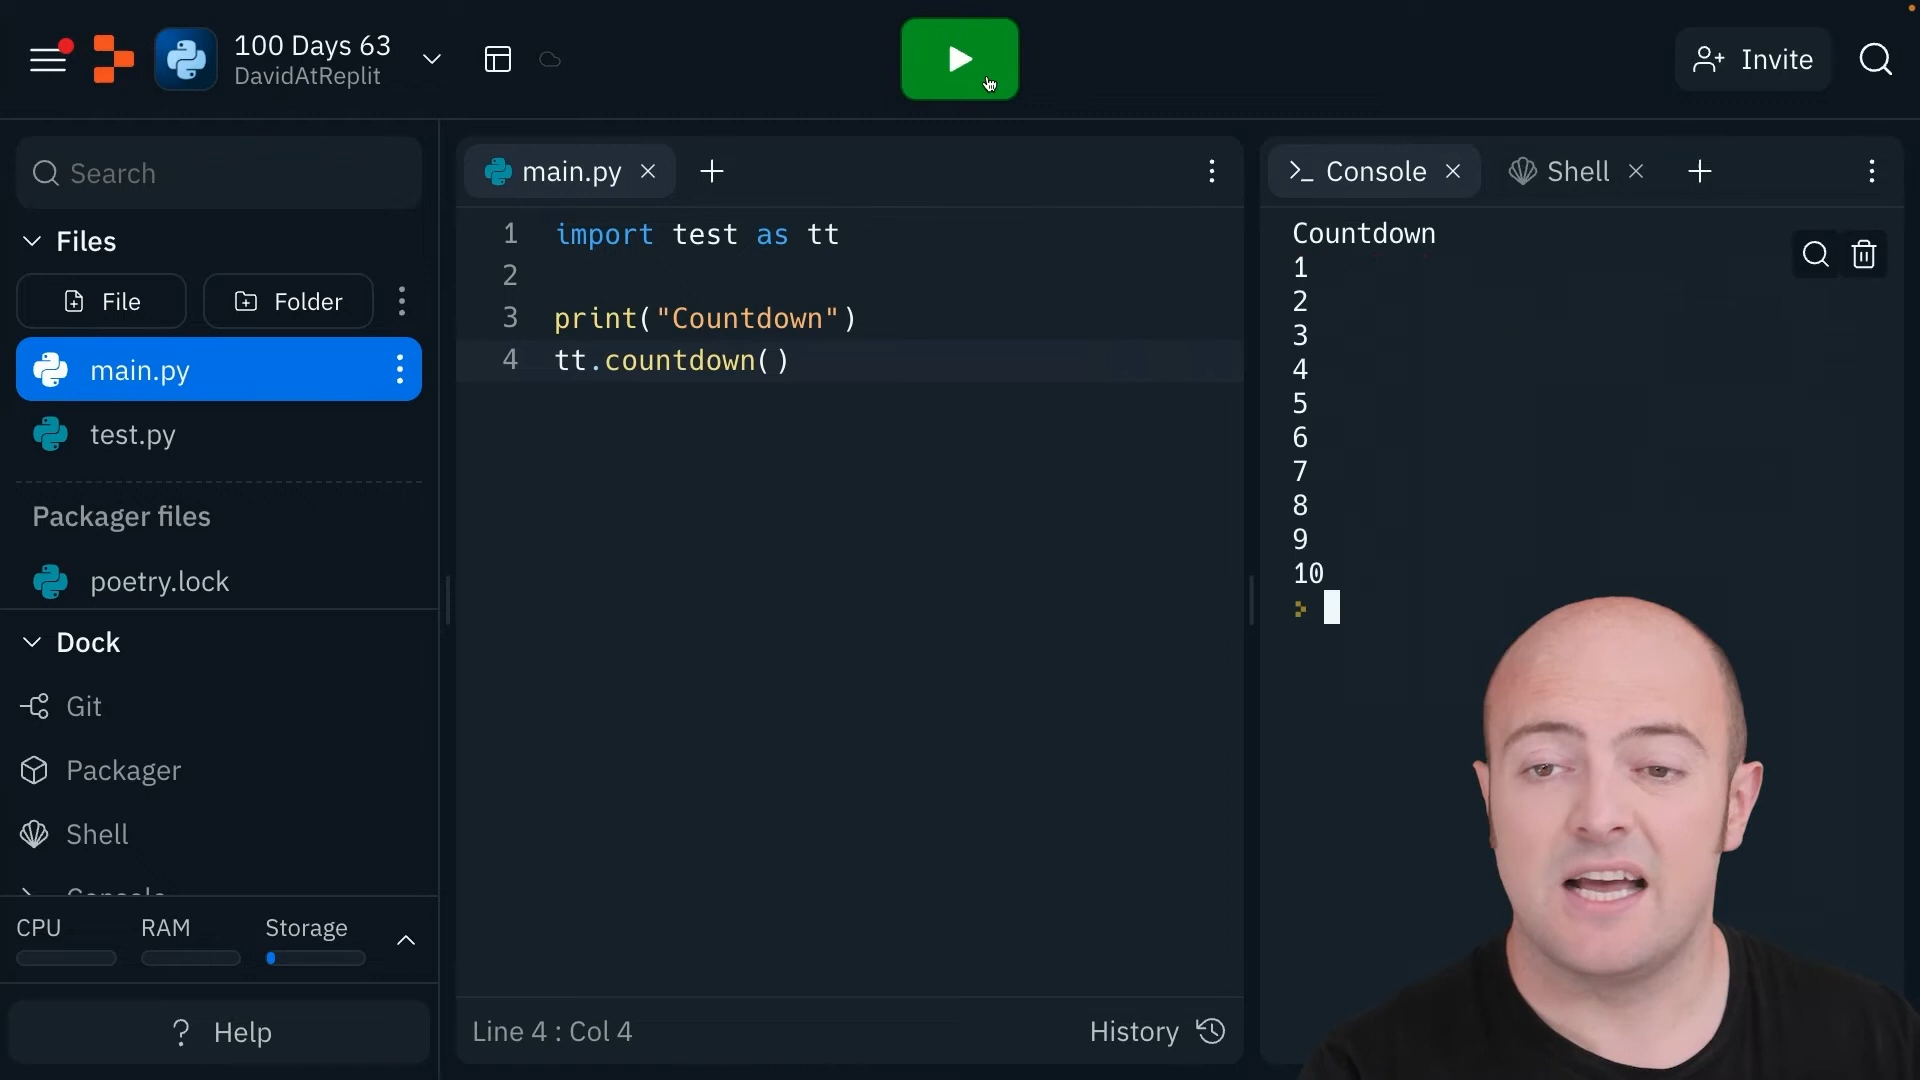 100 Days 63
DavidAtReplit
Invite
Search
Files
File
Folder
main.py
test.py
Packager files
poetry.lock
Dock
Git
Packager
Shell
Console
CPU
RAM
Storage
? Help
main.py
1 import test as tt
2
3 print("Countdown")
4 tt.countdown()
Line 4 : Col 4
History
Console
Shell
Countdown
1
2
3
4
5
6
7
8
9
10